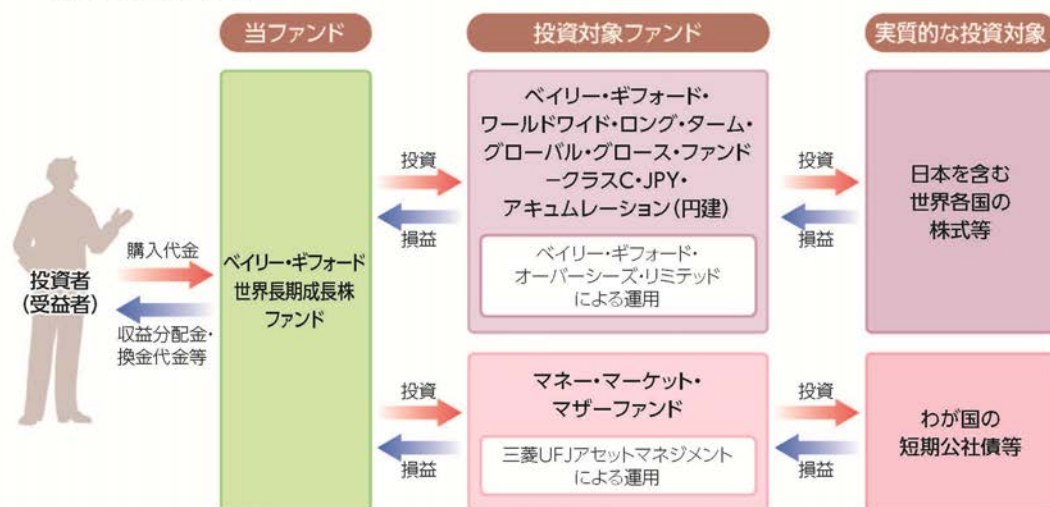 当ファンド
投資対象ファンド
実質的な投資対象
投資者
(受益者)
購入代金
収益分配金・
換金代金等
ベイリー・ギフォード
世界長期成長株
ファンド
投資
損益
ベイリー・ギフォード・
ワールドワイド・ロング・ターム・
グローバル・グロース・ファンド
ークラスC・JPY・
アキュムレーション(円建)
ベイリー・ギフォード・
オーバーシーズ・リミテッド
による運用
投資
損益
日本を含む
世界各国の
株式等
投資
損益
マネー・マーケット・
マザーファンド
三菱UFJアセットマネジメント
による運用
投資
損益
わが国の
短期公社債等